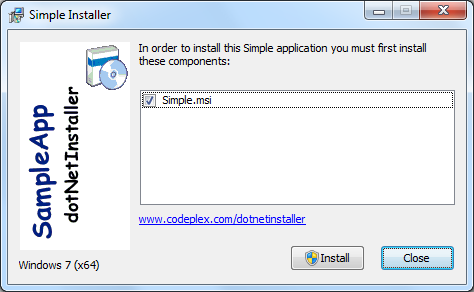 Simple Installer
In order to install this Simple application you must first install
these components:
Simple.msi
SampleApp
dotNetInstaller
www.codeplex.com/dotnetinstaller
Windows 7 (x64)
Install
Close